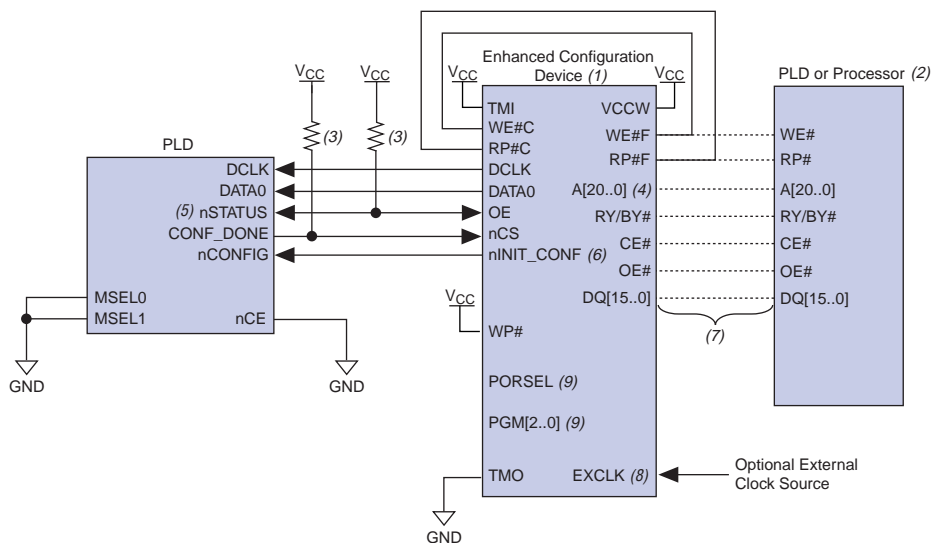 Enhanced Configuration
Device (1)
PLD or Processor (2)
VCC
VCC
VCC
VCC
(3)
(3)
PLD
DCLK
DATA0
(5) nSTATUS
CONF_DONE
nCONFIG
MSEL0
MSEL1
nCE
GND
GND
TMI
WE#C
RP#C
DCLK
DATA0
OE
nCS
nINIT_CONF (6)
VCC
WP#
PORSEL (9)
PGM[2..0] (9)
TMO
GND
VCCW
WE#F
RP#F
A[20..0] (4)
RY/BY#
CE#
OE#
DQ[15..0]
EXCLK (8)
(7)
WE#
RP#
A[20..0]
RY/BY#
CE#
OE#
DQ[15..0]
Optional External
Clock Source